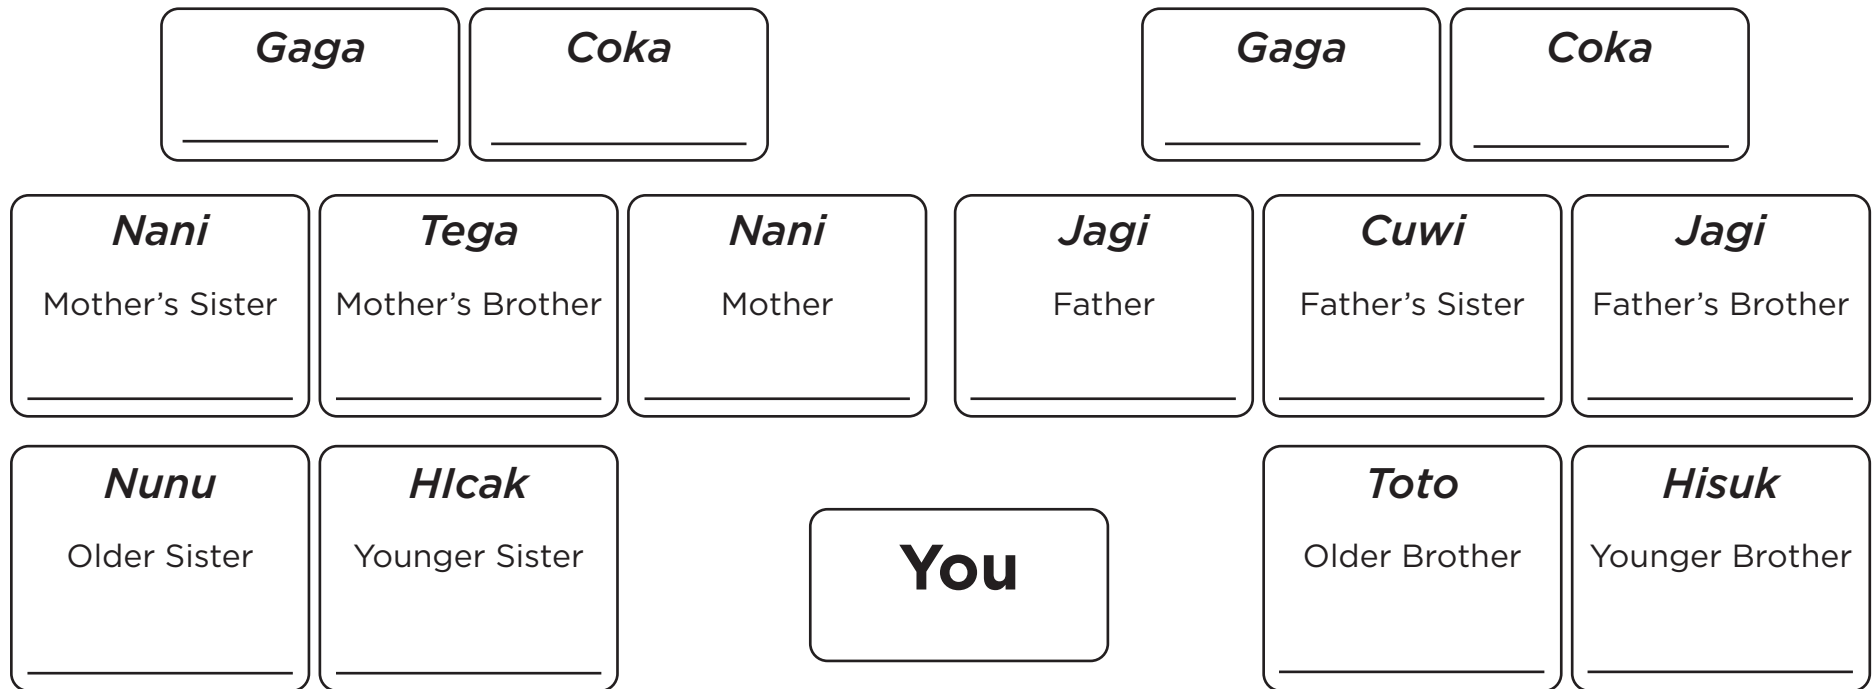 Gaga
Coka
Gaga
Coka
Nani
Mother’s Sister
Tega
Mother’s Brother
Nani
Mother
Jagi
Father
Cuwi
Father’s Sister
Jagi
Father’s Brother
Nunu
Older Sister
HIcak
Younger Sister
You
Toto
Older Brother
Hisuk
Younger Brother